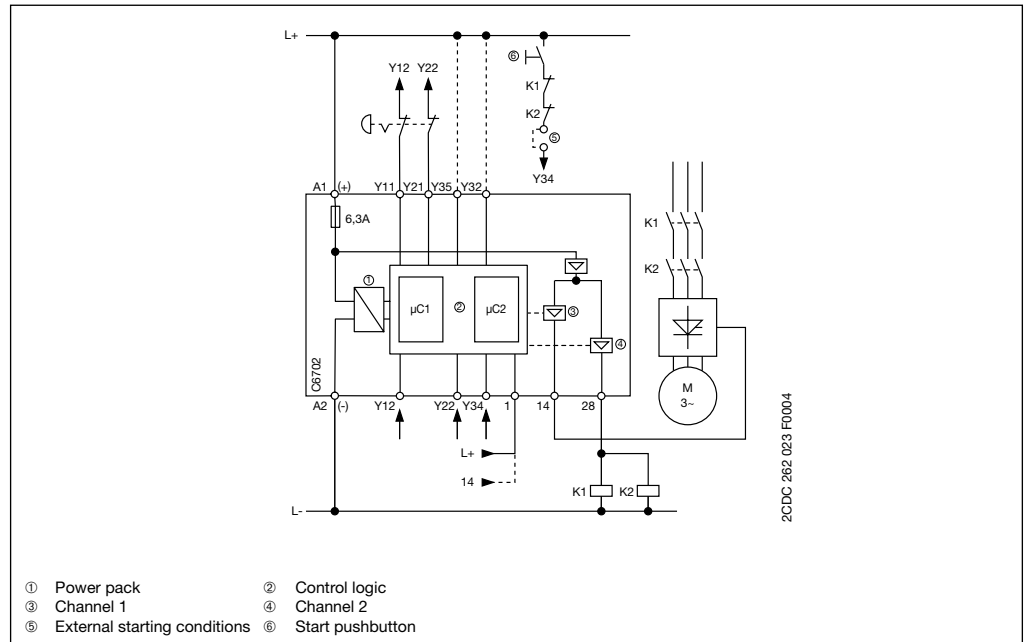 L+
⑥
Y12 Y22
K1
K2
⑤
Y34
A1 (+) Y11 Y21 Y35 Y32
6,3A
K1
K2
①
µC1 ② µC2
③
④
C6702
M
3~
A2 (-) Y12 Y22 Y34 1 14 28
L+
14
K1 K2
L-
2CDC 262 023 F0004
① Power pack ② Control logic
③ Channel 1 ④ Channel 2
⑤ External starting conditions ⑥ Start pushbutton